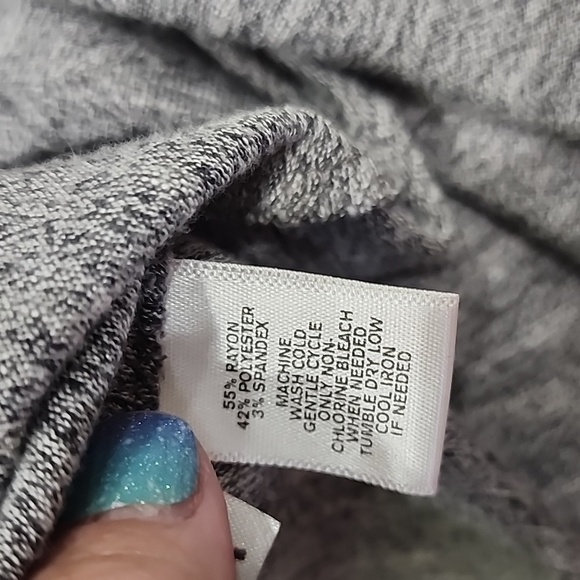 55% RAYON
42% POLYESTER
3% SPANDEX
MACHINE
WASH COLD
GENTLE CYCLE
ONLY NON-
CHLORINE BLEACH
WHEN NEEDED
TUMBLE DRY LOW
COOL IRON
IF NEEDED